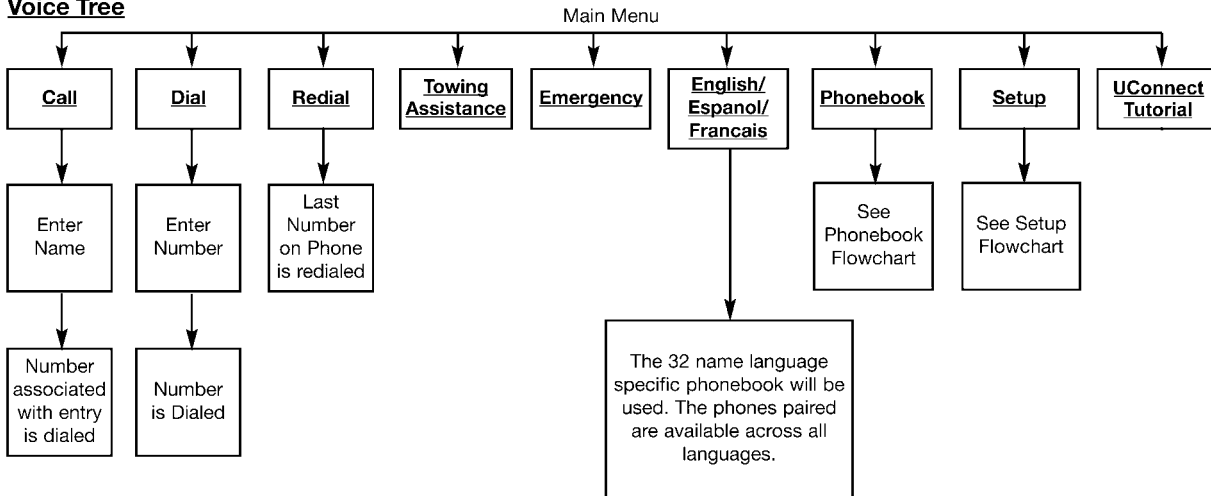 Voice Tree
Main Menu
Call
Dial
Redial
Towing
Assistance
Emergency
English/
Espanol/
Francais
Phonebook
Setup
UConnect
Tutorial
Enter
Name
Enter
Number
Last
Number
on Phone
is redialed
See
Phonebook
Flowchart
See Setup
Flowchart
Number
associated
with entry
is dialed
Number
is Dialed
The 32 name language
specific phonebook will be
used. The phones paired
are available across all
languages.